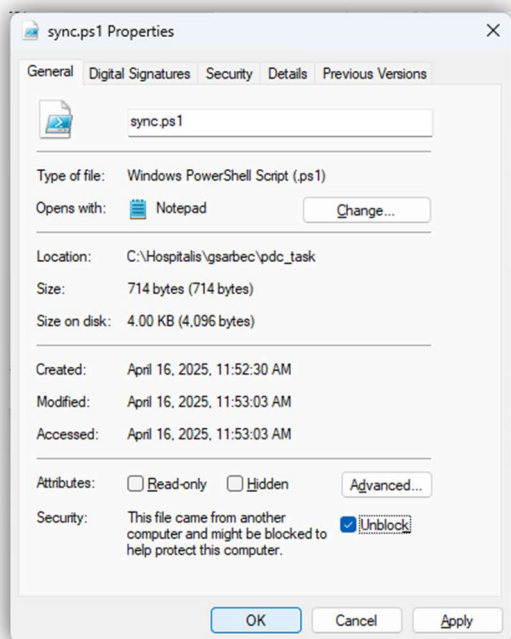 sync.ps1 Properties
General Digital Signatures Security Details Previous Versions
sync.ps1
Type of file: Windows PowerShell Script (.ps1)
Opens with: Notepad Change...
Location: C:\Hospitalis\gsarbec\pdc_task
Size: 714 bytes (714 bytes)
Size on disk: 4.00 KB (4,096 bytes)
Created: April 16, 2025, 11:52:30 AM
Modified: April 16, 2025, 11:53:03 AM
Accessed: April 16, 2025, 11:53:03 AM
Attributes: Read-only Hidden Advanced...
Security: This file came from another
computer and might be blocked to Unblock
help protect this computer.
OK Cancel Apply